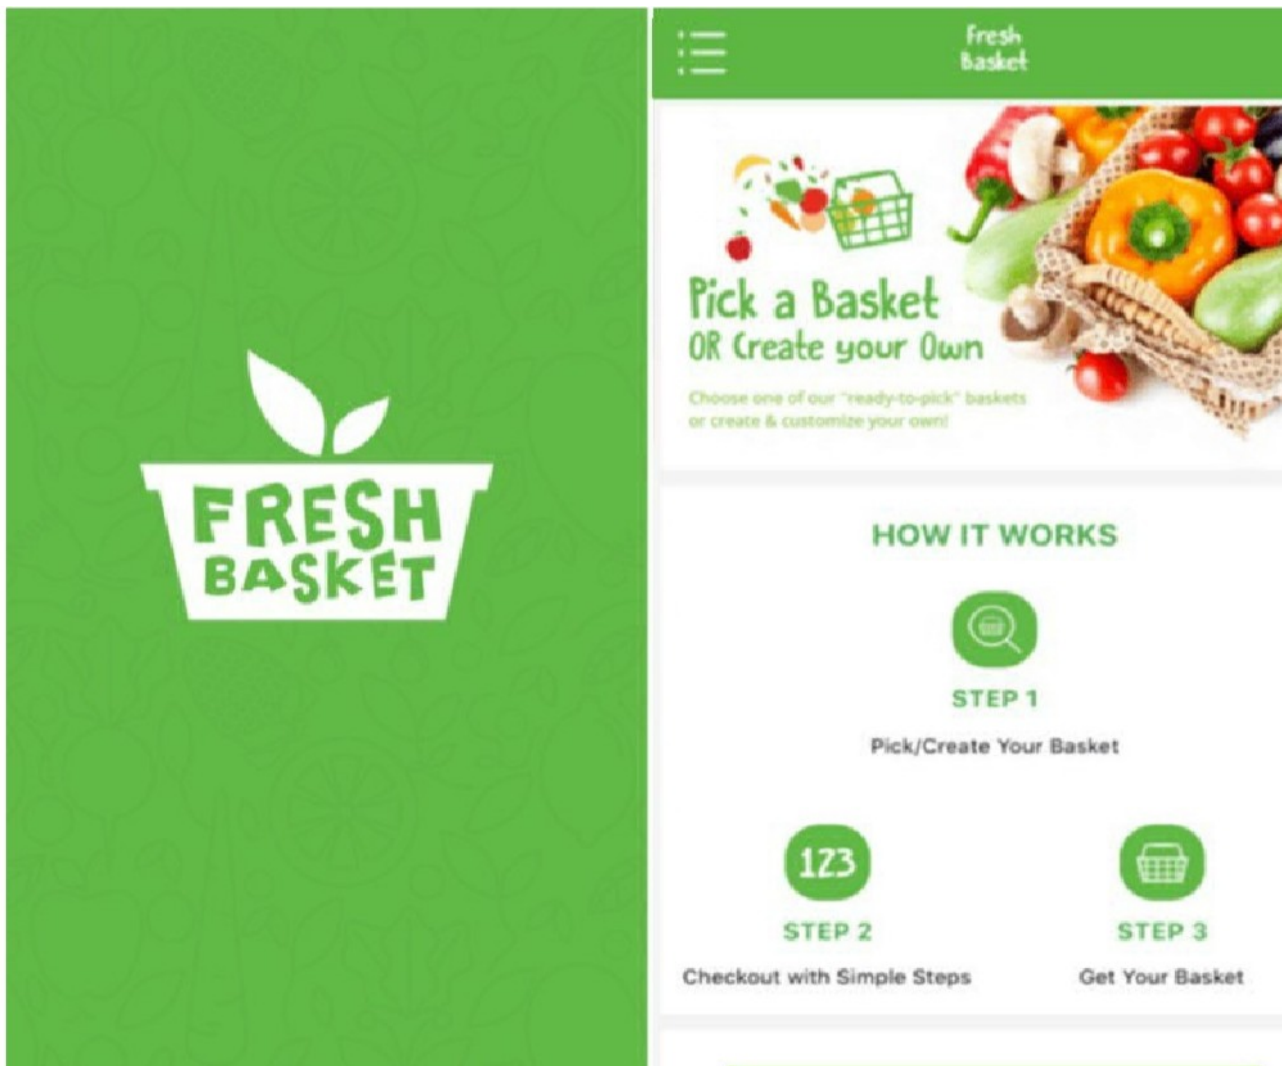 FRESH
BASKET
Fresh
Basket
Pick a Basket
OR Create your Own
Choose one of our "ready-to-pick" baskets
or create & customize your own!
HOW IT WORKS
STEP 1
Pick/Create Your Basket
123
STEP 2
Checkout with Simple Steps
STEP 3
Get Your Basket